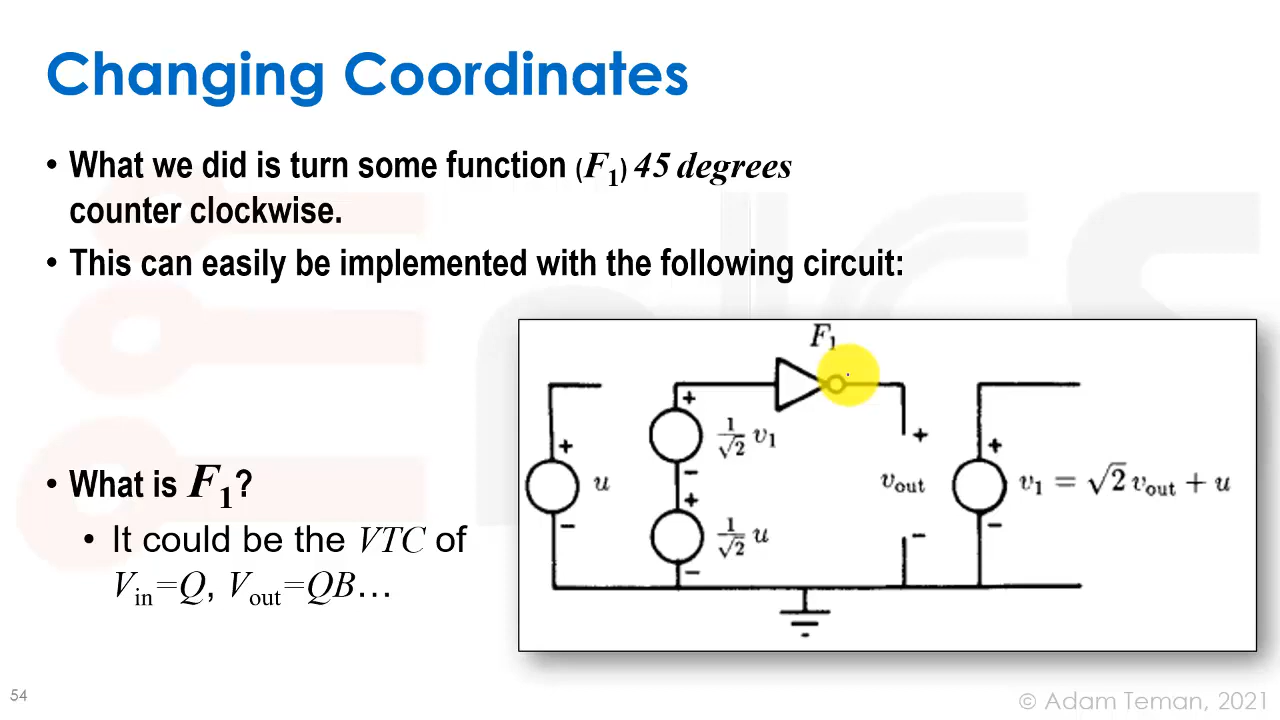 Changing Coordinates
• What we did is turn some function (F₁) 45 degrees
counter clockwise.
• This can easily be implemented with the following circuit:
F₁
+
1/√2 v₁
−
+
1/√2 u
−
+
u
−
+
vout
−
+
v₁ = √2 vout + u
−
• What is F₁?
• It could be the VTC of
Vin=Q, Vout=QB…
54
© Adam Teman, 2021